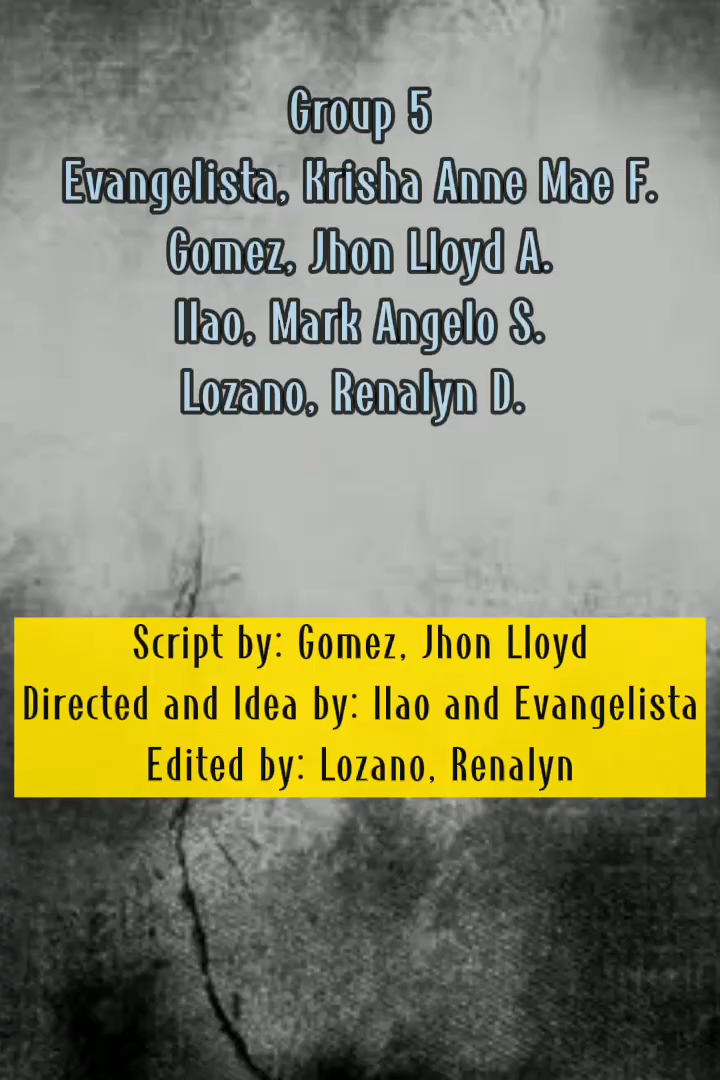 Group 5
Evangelista, Krisha Anne Mae F.
Gomez, Jhon Lloyd A.
Ilao, Mark Angelo S.
Lozano, Renalyn D.
Script by: Gomez, Jhon Lloyd
Directed and Idea by: Ilao and Evangelista
Edited by: Lozano, Renalyn